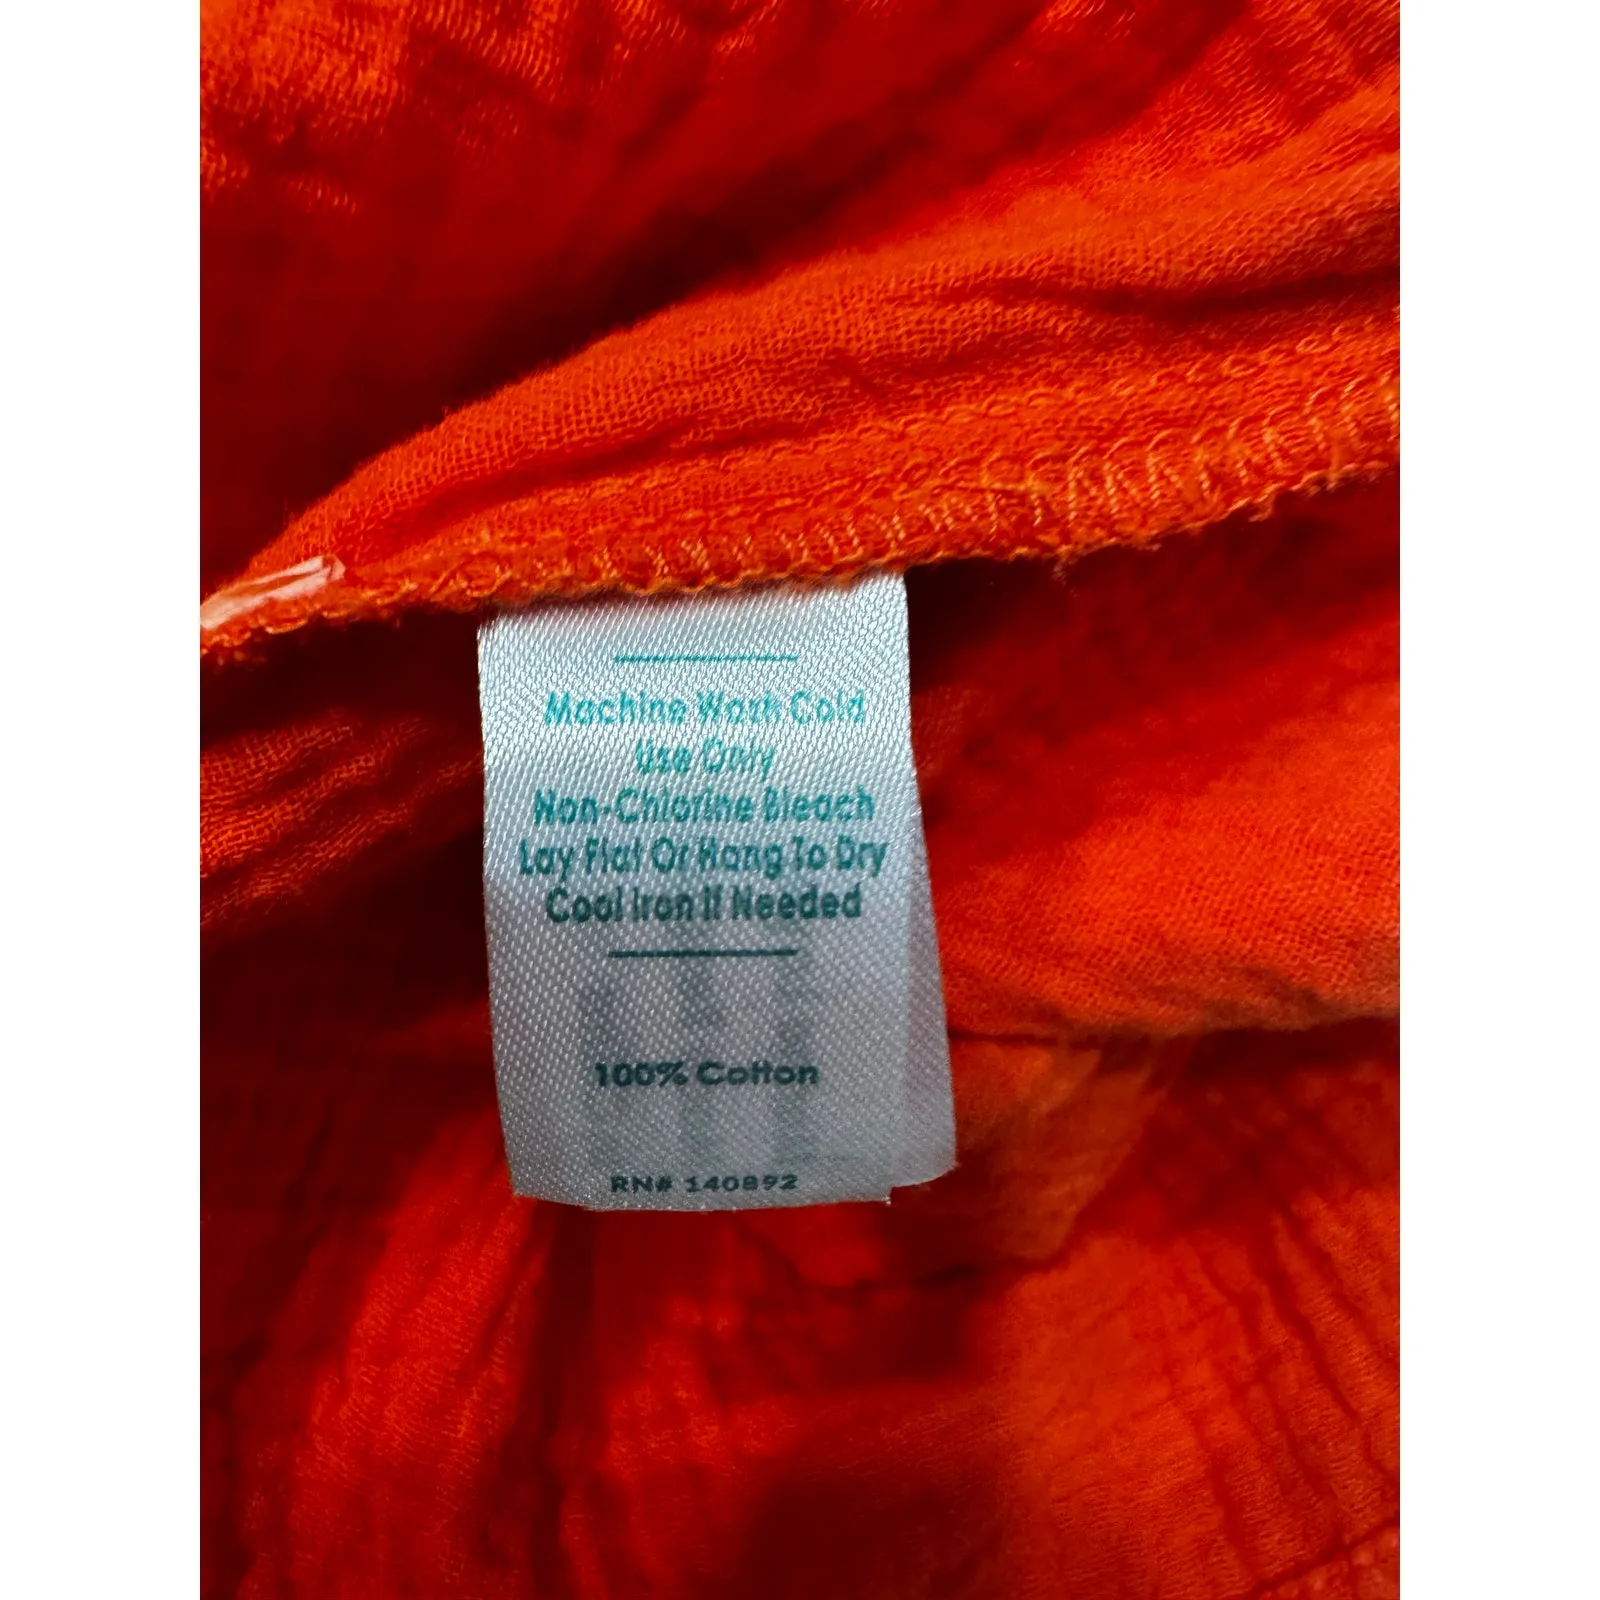 Machine Wash Cold
Use Only
Non-Chlorine Bleach
Lay Flat Or Hang To Dry
Cool Iron If Needed
100% Cotton
RN# 140892